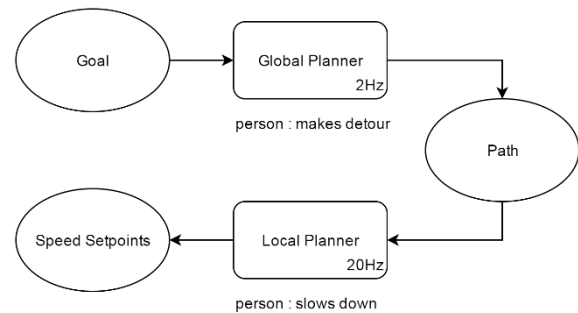 Goal
Global Planner
2Hz
person : makes detour
Path
Speed Setpoints
Local Planner
20Hz
person : slows down